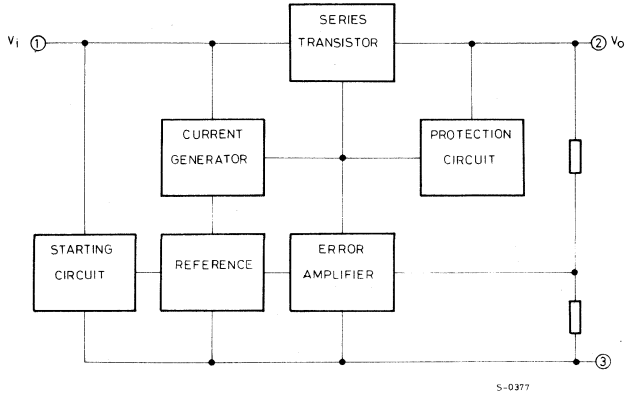 SERIES
TRANSISTOR
Vi 1
2 Vo
CURRENT
GENERATOR
PROTECTION
CIRCUIT
STARTING
CIRCUIT
REFERENCE
ERROR
AMPLIFIER
3
S-0377